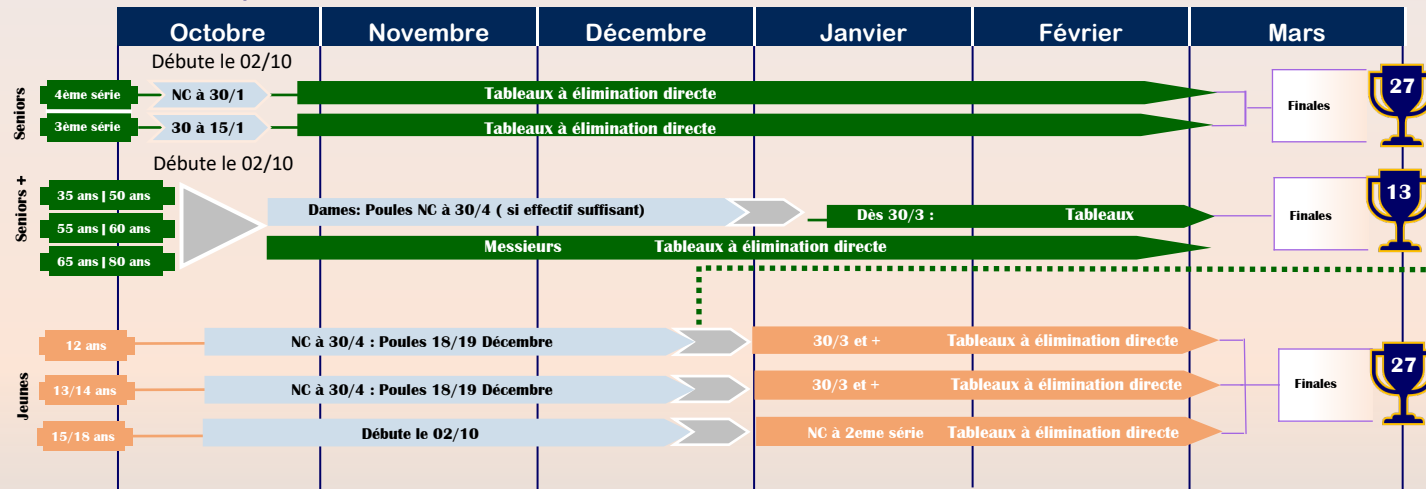 Octobre Novembre Décembre Janvier Février Mars
Débute le 02/10
Seniors
4ème série NC à 30/1 Tableaux à élimination directe
3ème série 30 à 15/1 Tableaux à élimination directe
Finales 27
Débute le 02/10
Seniors +
35 ans | 50 ans
55 ans | 60 ans
65 ans | 80 ans
Dames: Poules NC à 30/4 ( si effectif suffisant) Dès 30/3 : Tableaux
Messieurs Tableaux à élimination directe
Finales 13
Jeunes
12 ans NC à 30/4 : Poules 18/19 Décembre 30/3 et + Tableaux à élimination directe
13/14 ans NC à 30/4 : Poules 18/19 Décembre 30/3 et + Tableaux à élimination directe
15/18 ans Débute le 02/10 NC à 2eme série Tableaux à élimination directe
Finales 27